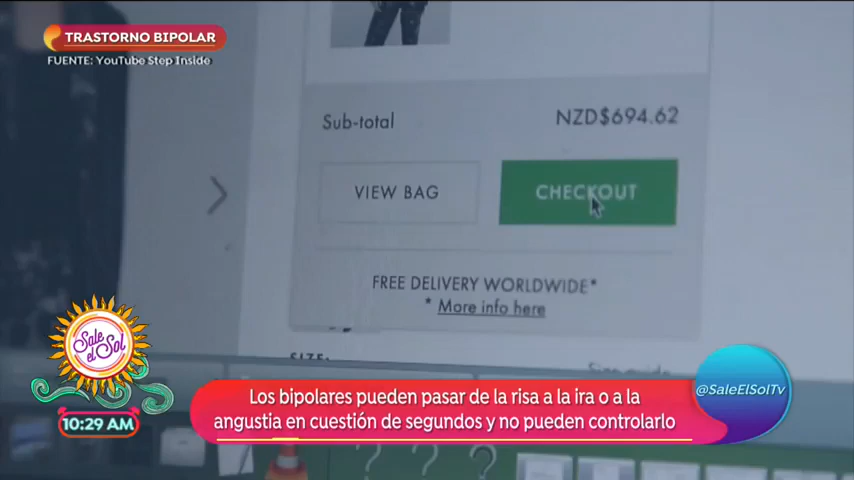 TRASTORNO BIPOLAR
FUENTE: YouTube Step Inside
Sub-total NZD$694.62
VIEW BAG CHECKOUT
FREE DELIVERY WORLDWIDE*
* More info here
SIZE:
Sale el Sol
10:29 AM
@SaleElSolTv
Los bipolares pueden pasar de la risa a la ira o a la
angustia en cuestión de segundos y no pueden controlarlo